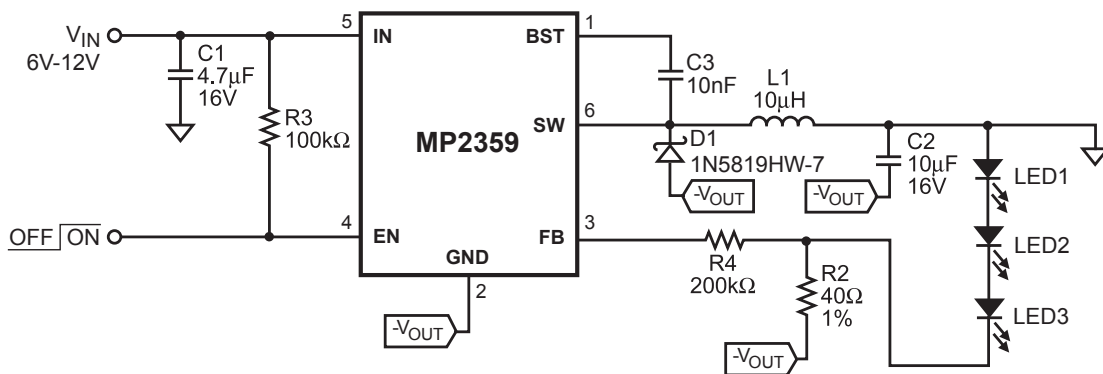 VIN
6V-12V
C1
4.7μF
16V
R3
100kΩ
OFF ON
5
IN
4
EN
MP2359
GND
2
-VOUT
BST
1
SW
6
FB
3
C3
10nF
L1
10μH
D1
1N5819HW-7
-VOUT
C2
10μF
16V
-VOUT
R4
200kΩ
R2
40Ω
1%
-VOUT
LED1
LED2
LED3